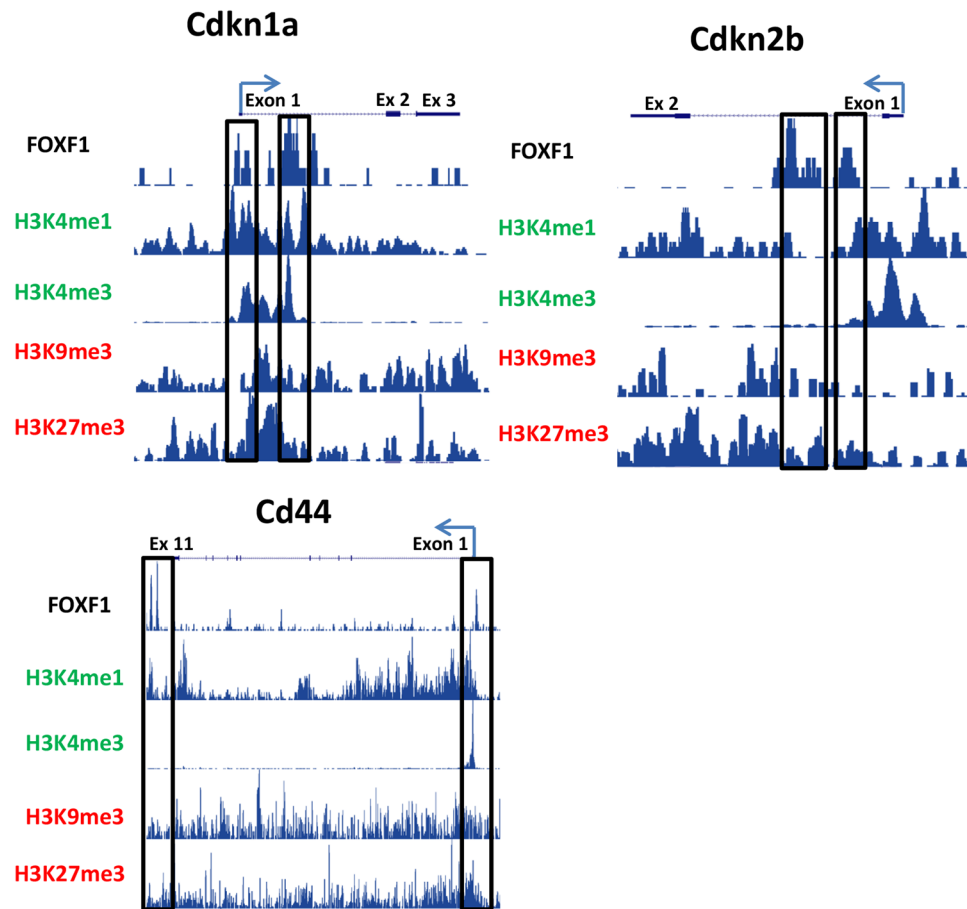 Cdkn1a
Exon 1 Ex 2 Ex 3
FOXF1
H3K4me1
H3K4me3
H3K9me3
H3K27me3
Cdkn2b
Ex 2 Exon 1
FOXF1
H3K4me1
H3K4me3
H3K9me3
H3K27me3
Cd44
Ex 11 Exon 1
FOXF1
H3K4me1
H3K4me3
H3K9me3
H3K27me3